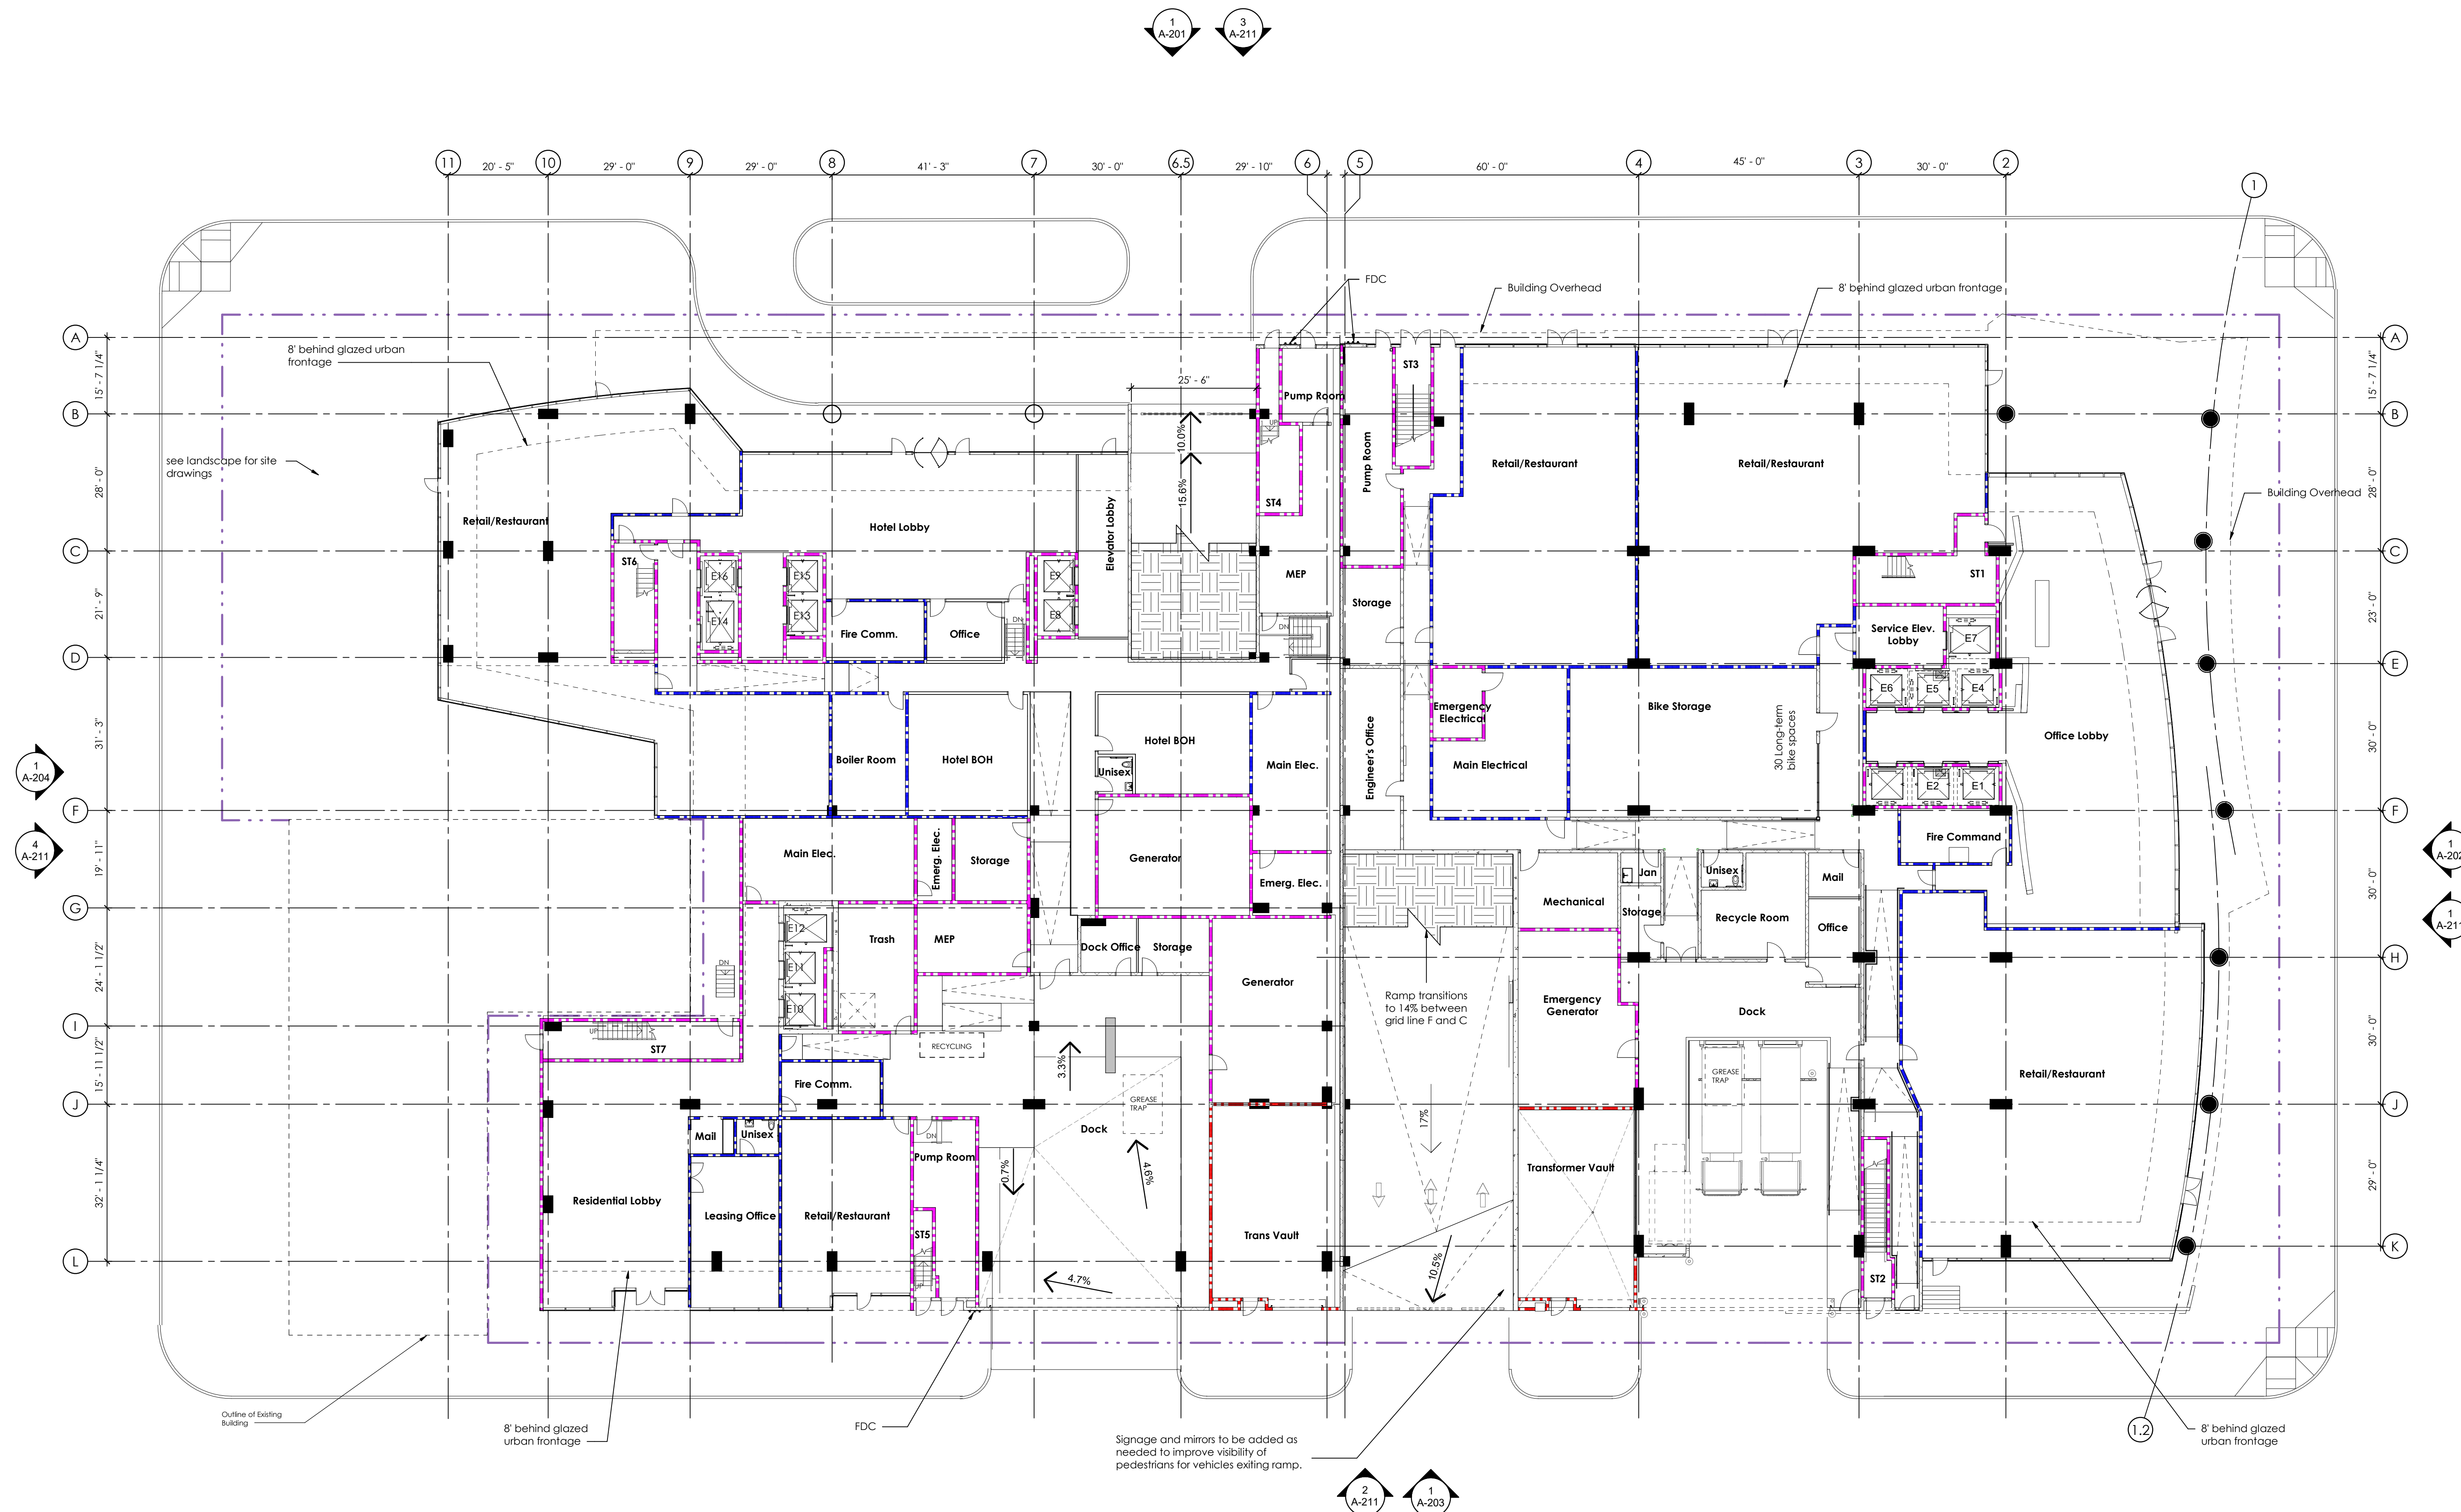 1
A-201
3
A-211
11
20' - 5"
10
29' - 0"
9
29' - 0"
8
41' - 3"
7
30' - 0"
6.5
29' - 10"
6
5
60' - 0"
4
45' - 0"
3
30' - 0"
2
1
FDC
Building Overhead
8' behind glazed urban frontage
A
A
8' behind glazed urban
frontage
15' - 7 1/4"
15' - 7 1/4"
ST3
25' - 6"
Pump Room
B
B
10.0%
UP
see landscape for site
drawings
28' - 0"
28' - 0"
Pump Room
Retail/Restaurant
Retail/Restaurant
Building Overhead
15.6%
ST4
Retail/Restaurant
Hotel Lobby
Elevator Lobby
C
C
ST6
E16
E15
E9
MEP
ST1
21' - 9"
23' - 0"
Storage
E14
E13
E8
DN
DN
Fire Comm.
Office
Service Elev.
Lobby
E7
D
E
E6
E5
E4
Emergency
Electrical
Bike Storage
30 Long-term
bike spaces
31' - 3"
30' - 0"
Office Lobby
Hotel BOH
Boiler Room
Hotel BOH
Unisex
Main Elec.
Engineer's Office
Main Electrical
1
A-204
E2
E1
F
F
Fire Command
4
A-211
1
A-202
19' - 11"
30' - 0"
Main Elec.
Emerg. Elec.
Storage
Generator
Emerg. Elec.
Jan
Unisex
Mail
Mechanical
G
Storage
Recycle Room
Office
1
A-211
E12
Trash
MEP
Dock Office
Storage
H
DN
E11
24' - 1 1/2"
Generator
Ramp transitions
to 14% between
grid line F and C
Emergency
Generator
Dock
E10
I
UP
ST7
RECYCLING
30' - 0"
15' - 11 1/2"
3.3%
Fire Comm.
GREASE
TRAP
GREASE
TRAP
Retail/Restaurant
J
J
Dock
17%
Mail
Unisex
DN
Pump Room
0.7%
4.6%
Transformer Vault
32' - 1 1/4"
29' - 0"
Residential Lobby
Leasing Office
Retail/Restaurant
ST5
Trans Vault
L
K
4.7%
10.5%
UP
ST2
Outline of Existing
Building
8' behind glazed
urban frontage
FDC
Signage and mirrors to be added as
needed to improve visibility of
pedestrians for vehicles exiting ramp.
1.2
8' behind glazed
urban frontage
2
A-211
1
A-203